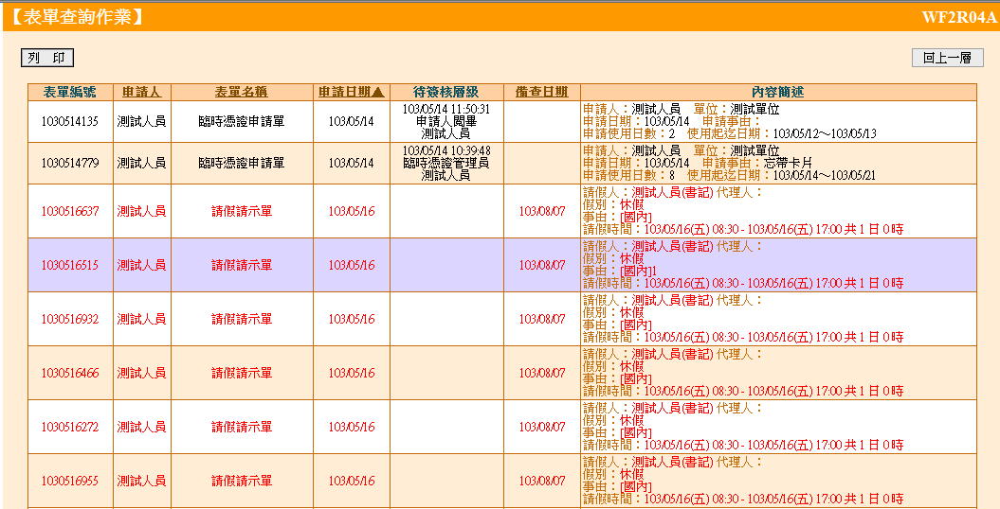 【表單查詢作業】 WF2R04A
列 印 回上一層
表單編號 申請人 表單名稱 申請日期▲ 待簽核層級 備查日期 內容簡述
1030514135 測試人員 臨時憑證申請單 103/05/14 103/05/14 11:50:31
申請人閱畢
測試人員
申請人：測試人員 單位：測試單位
申請日期：103/05/14 申請事由：
申請使用日數：2 使用起迄日期：103/05/12～103/05/13
1030514779 測試人員 臨時憑證申請單 103/05/14 103/05/14 10:39:48
臨時憑證管理員
測試人員
申請人：測試人員 單位：測試單位
申請日期：103/05/14 申請事由：忘帶卡片
申請使用日數：8 使用起迄日期：103/05/14～103/05/21
1030516637 測試人員 請假請示單 103/05/16 103/08/07
請假人：測試人員(書記) 代理人：
假別：休假
事由：[國內]
請假時間：103/05/16(五) 08:30 - 103/05/16(五) 17:00 共 1 日 0 時
1030516515 測試人員 請假請示單 103/05/16 103/08/07
請假人：測試人員(書記) 代理人：
假別：休假
事由：[國內]1
請假時間：103/05/16(五) 08:30 - 103/05/16(五) 17:00 共 1 日 0 時
1030516932 測試人員 請假請示單 103/05/16 103/08/07
請假人：測試人員(書記) 代理人：
假別：休假
事由：[國內]
請假時間：103/05/16(五) 08:30 - 103/05/16(五) 17:00 共 1 日 0 時
1030516466 測試人員 請假請示單 103/05/16 103/08/07
請假人：測試人員(書記) 代理人：
假別：休假
事由：[國內]
請假時間：103/05/16(五) 08:30 - 103/05/16(五) 17:00 共 1 日 0 時
1030516272 測試人員 請假請示單 103/05/16 103/08/07
請假人：測試人員(書記) 代理人：
假別：休假
事由：[國內]
請假時間：103/05/16(五) 08:30 - 103/05/16(五) 17:00 共 1 日 0 時
1030516955 測試人員 請假請示單 103/05/16 103/08/07
請假人：測試人員(書記) 代理人：
假別：休假
事由：[國內]
請假時間：103/05/16(五) 08:30 - 103/05/16(五) 17:00 共 1 日 0 時